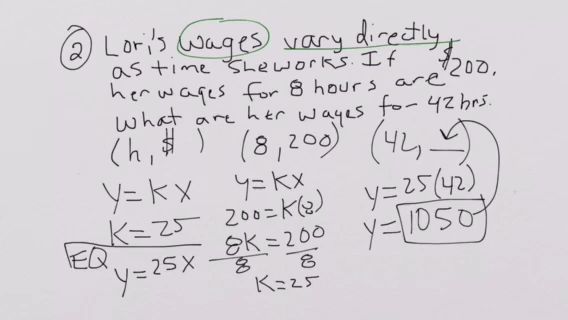 ② Lori's wages vary directly
as time she works. If
her wages for 8 hours are $200.
What are her wages for 42 hrs.
(h, $ )
y=KX
K=25
EQ
y=25X
(8,200)
y=KX
200=K(8)
8K=200
8 8
K=25
(42, __)
y=25(42)
y=1050